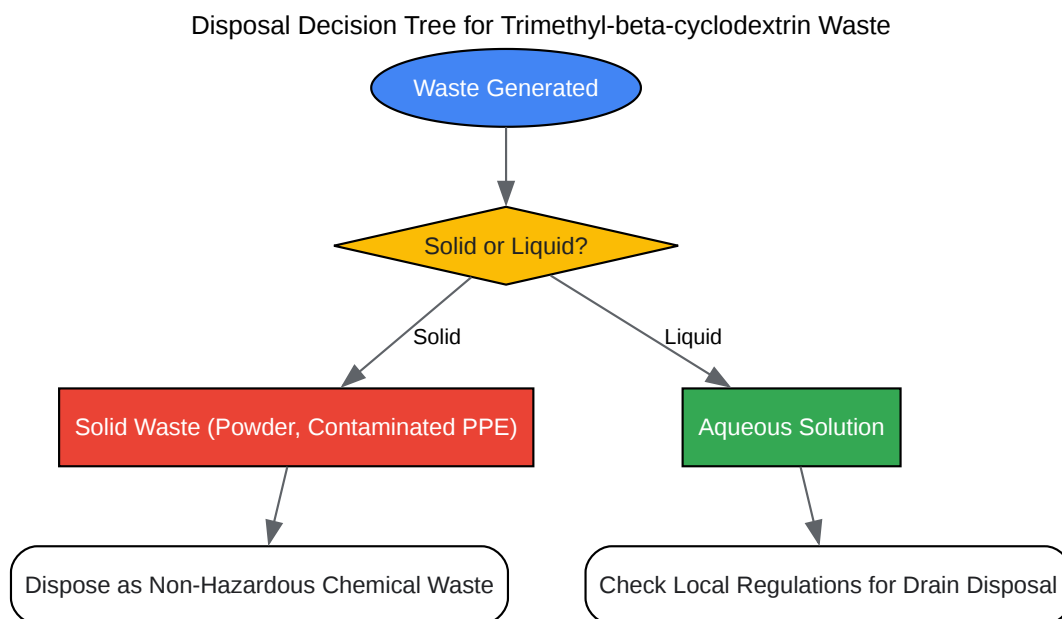 Disposal Decision Tree for Trimethyl-beta-cyclodextrin Waste
Waste Generated
Solid or Liquid?
Solid
Liquid
Solid Waste (Powder, Contaminated PPE)
Aqueous Solution
Dispose as Non-Hazardous Chemical Waste
Check Local Regulations for Drain Disposal